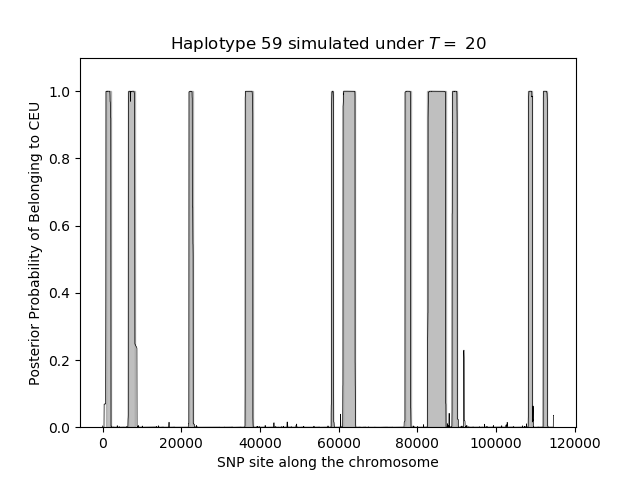 Haplotype 59 simulated under T = 20
Posterior Probability of Belonging to CEU
1.0
0.8
0.6
0.4
0.2
0.0
0 20000 40000 60000 80000 100000 120000
SNP site along the chromosome